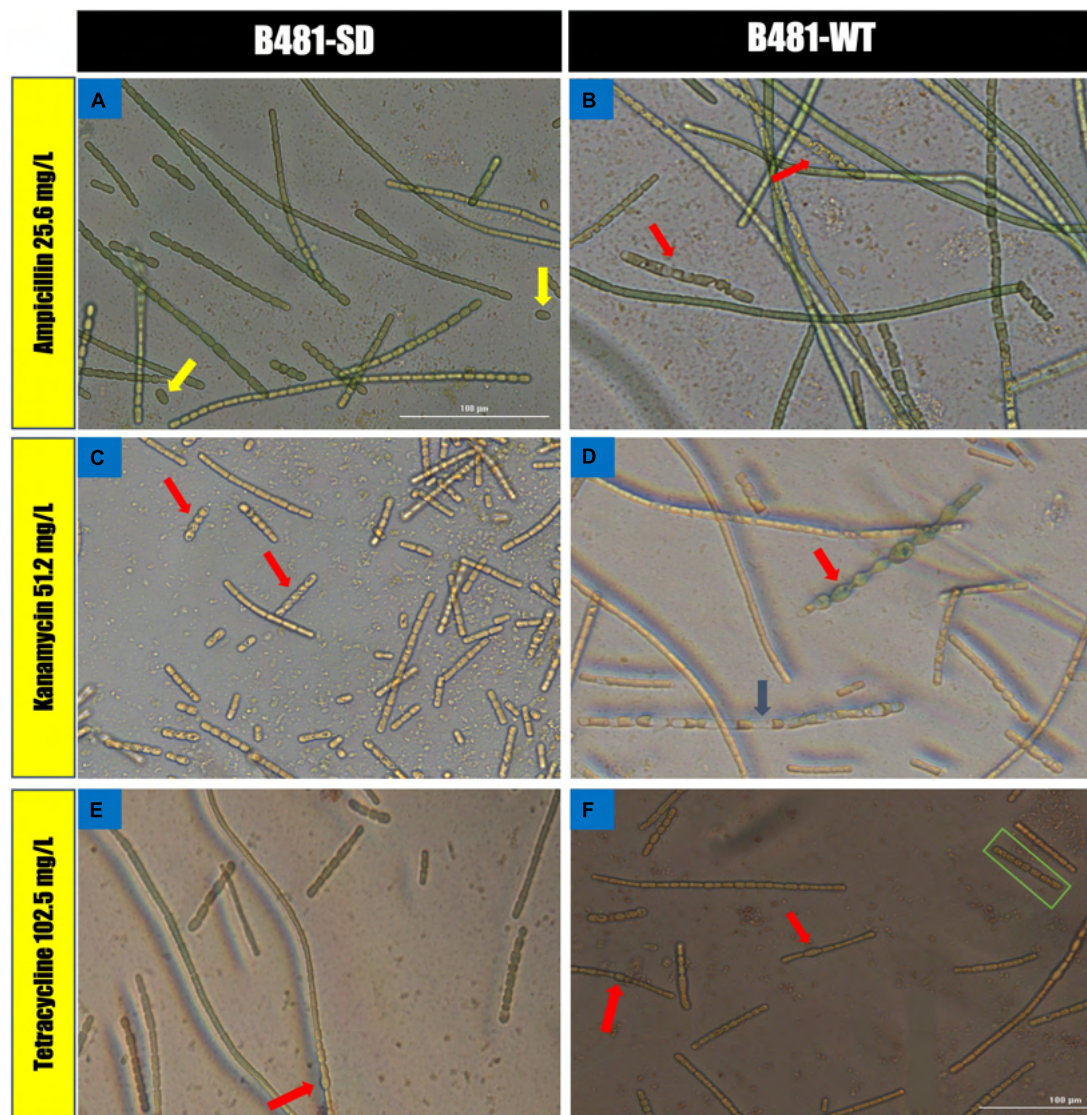 B481-SD
B481-WT
Ampicillin 25.6 mg/L
A
B
100 µm
Kanamycin 51.2 mg/L
C
D
Tetracycline 102.5 mg/L
E
F
100 µm